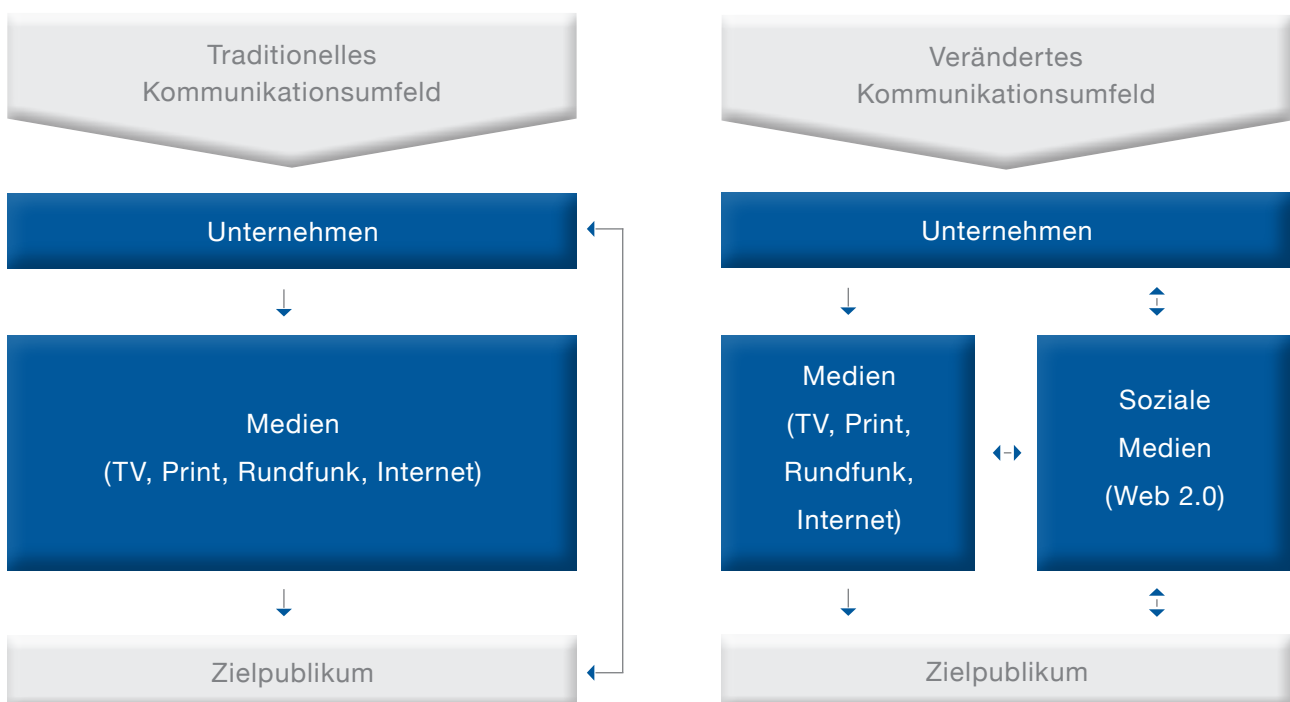 Traditionelles
Kommunikationsumfeld
Unternehmen
Medien
(TV, Print, Rundfunk, Internet)
Zielpublikum
Verändertes
Kommunikationsumfeld
Unternehmen
Medien
(TV, Print,
Rundfunk,
Internet)
Soziale
Medien
(Web 2.0)
Zielpublikum